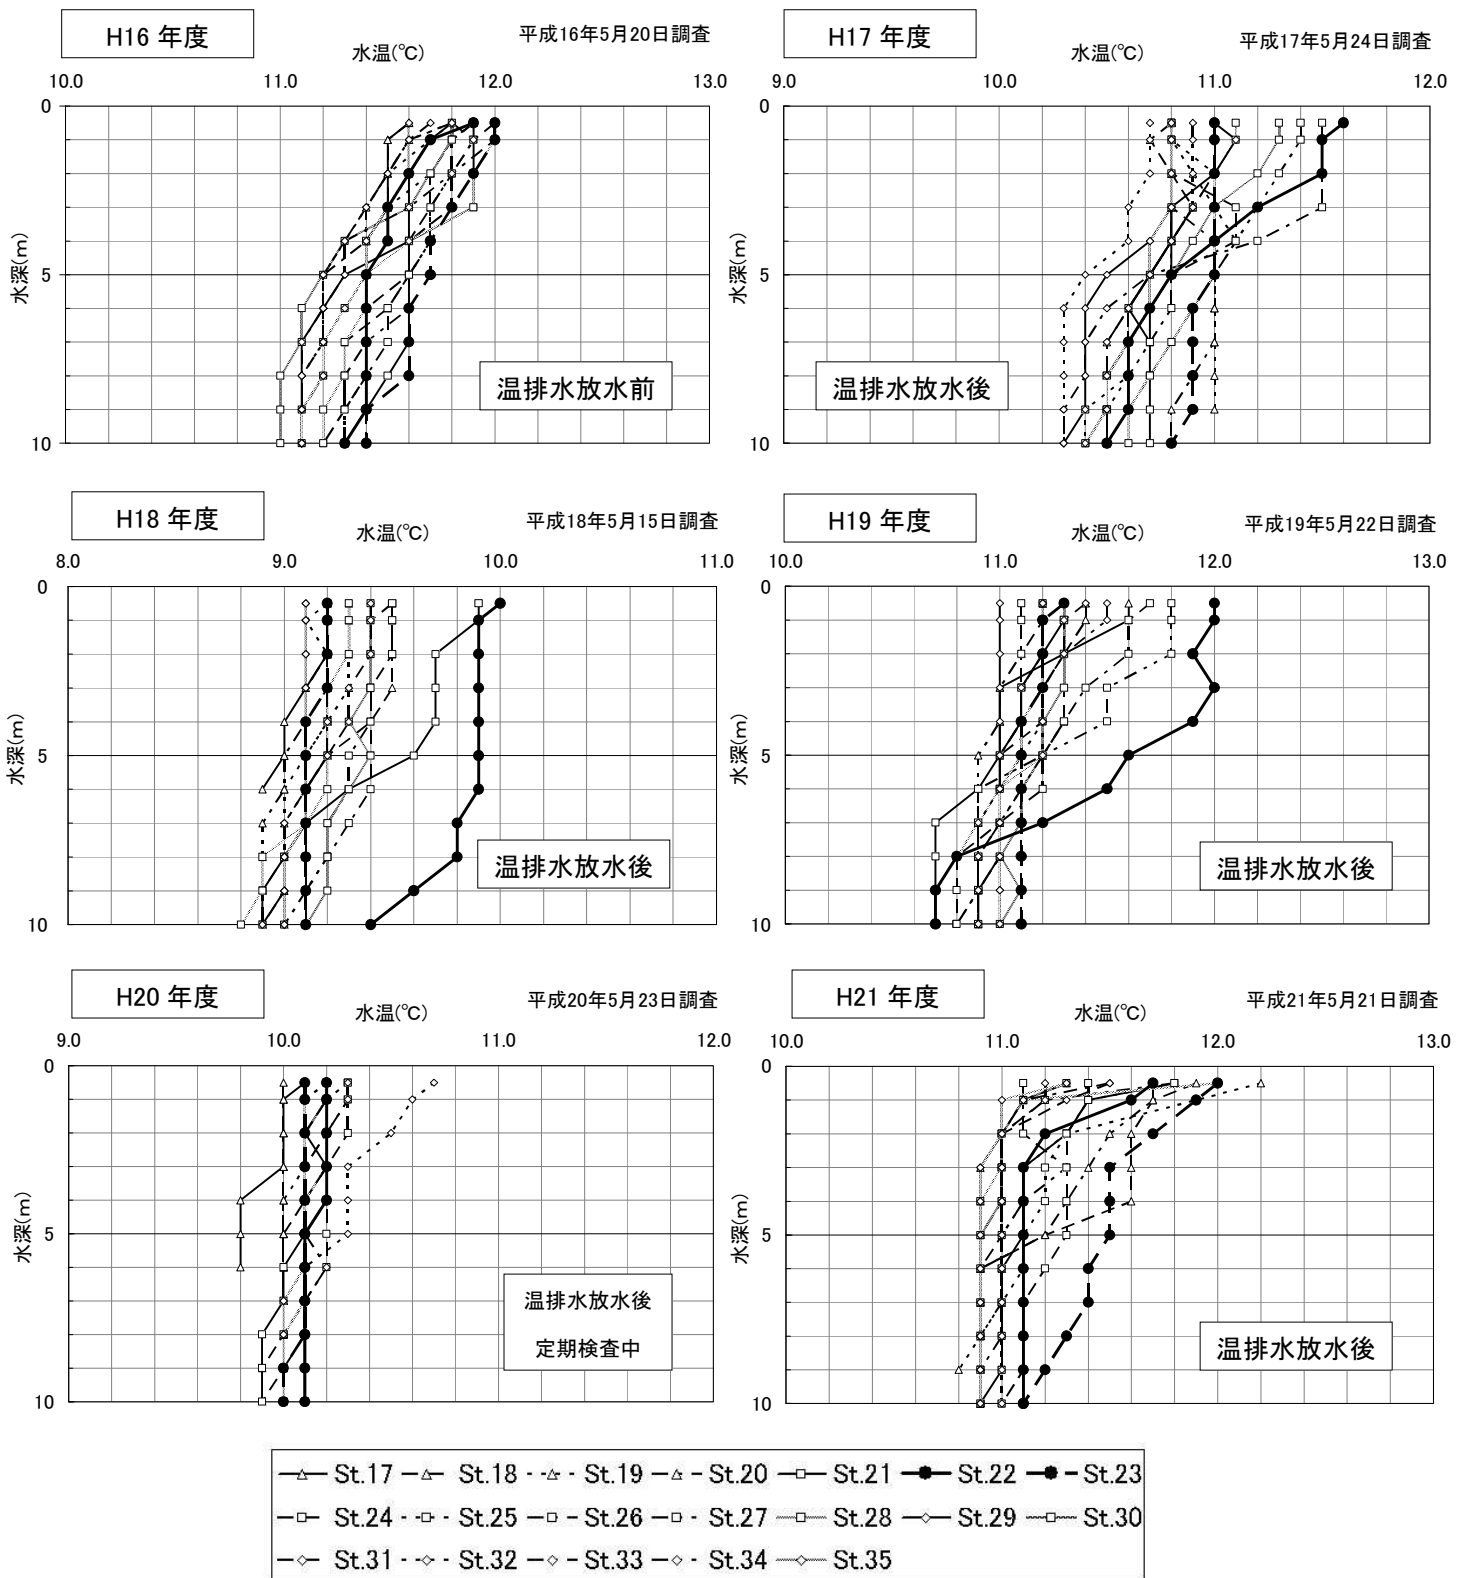 H16 年度
水温(℃)
平成16年5月20日調査
10.0 11.0 12.0 13.0
0
5
10
水深(m)
温排水放水前
H17 年度
水温(℃)
平成17年5月24日調査
9.0 10.0 11.0 12.0
0
5
10
水深(m)
温排水放水後
H18 年度
水温(℃)
平成18年5月15日調査
8.0 9.0 10.0 11.0
0
5
10
水深(m)
温排水放水後
H19 年度
水温(℃)
平成19年5月22日調査
10.0 11.0 12.0 13.0
0
5
10
水深(m)
温排水放水後
H20 年度
水温(℃)
平成20年5月23日調査
9.0 10.0 11.0 12.0
0
5
10
水深(m)
温排水放水後
定期検査中
H21 年度
水温(℃)
平成21年5月21日調査
10.0 11.0 12.0 13.0
0
5
10
水深(m)
温排水放水後
St.17 St.18 St.19 St.20 St.21 St.22 St.23
St.24 St.25 St.26 St.27 St.28 St.29 St.30
St.31 St.32 St.33 St.34 St.35